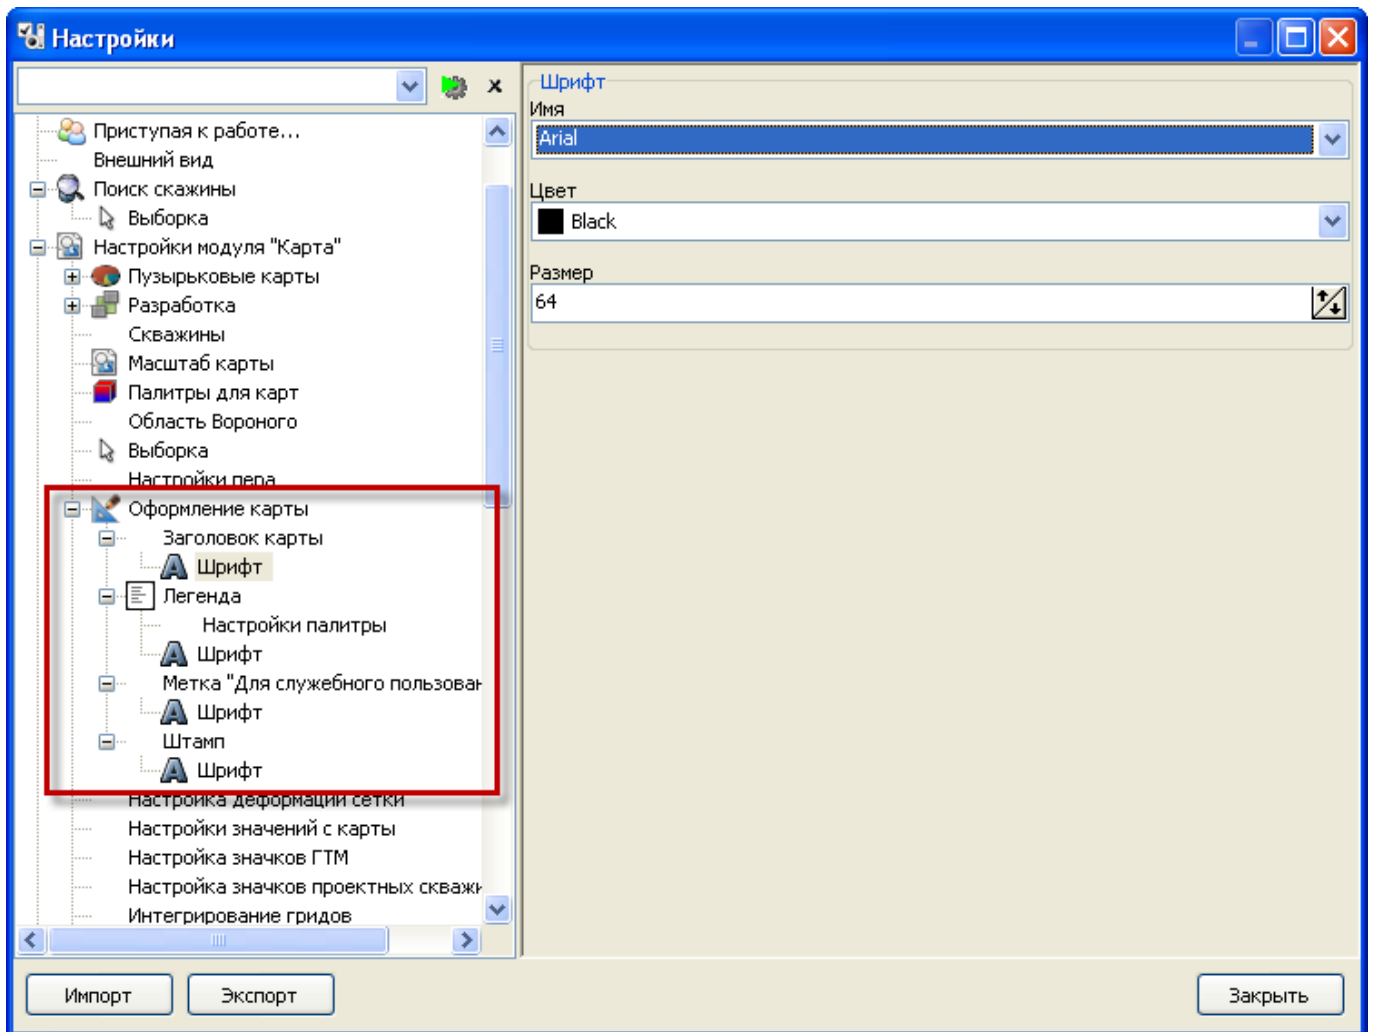 Настройки
Приступая к работе...
Внешний вид
Поиск скажины
Выборка
Настройки модуля "Карта"
Пузырьковые карты
Разработка
Скважины
Масштаб карты
Палитры для карт
Область Вороного
Выборка
Настройки пера
Оформление карты
Заголовок карты
Шрифт
Легенда
Настройки палитры
Шрифт
Метка "Для служебного пользован
Шрифт
Штамп
Шрифт
Настройка деформации сетки
Настройки значений с карты
Настройка значков ГТМ
Настройка значков проектных скваж
Интегрирование гридов
Шрифт
Имя
Arial
Цвет
Black
Размер
64
Импорт
Экспорт
Закрыть